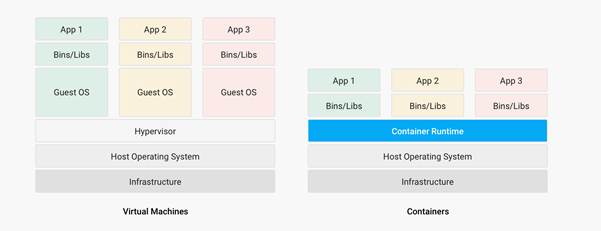 App 1
App 2
App 3
Bins/Libs
Bins/Libs
Bins/Libs
Guest OS
Guest OS
Guest OS
Hypervisor
Host Operating System
Infrastructure
Virtual Machines
App 1
App 2
App 3
Bins/Libs
Bins/Libs
Bins/Libs
Container Runtime
Host Operating System
Infrastructure
Containers